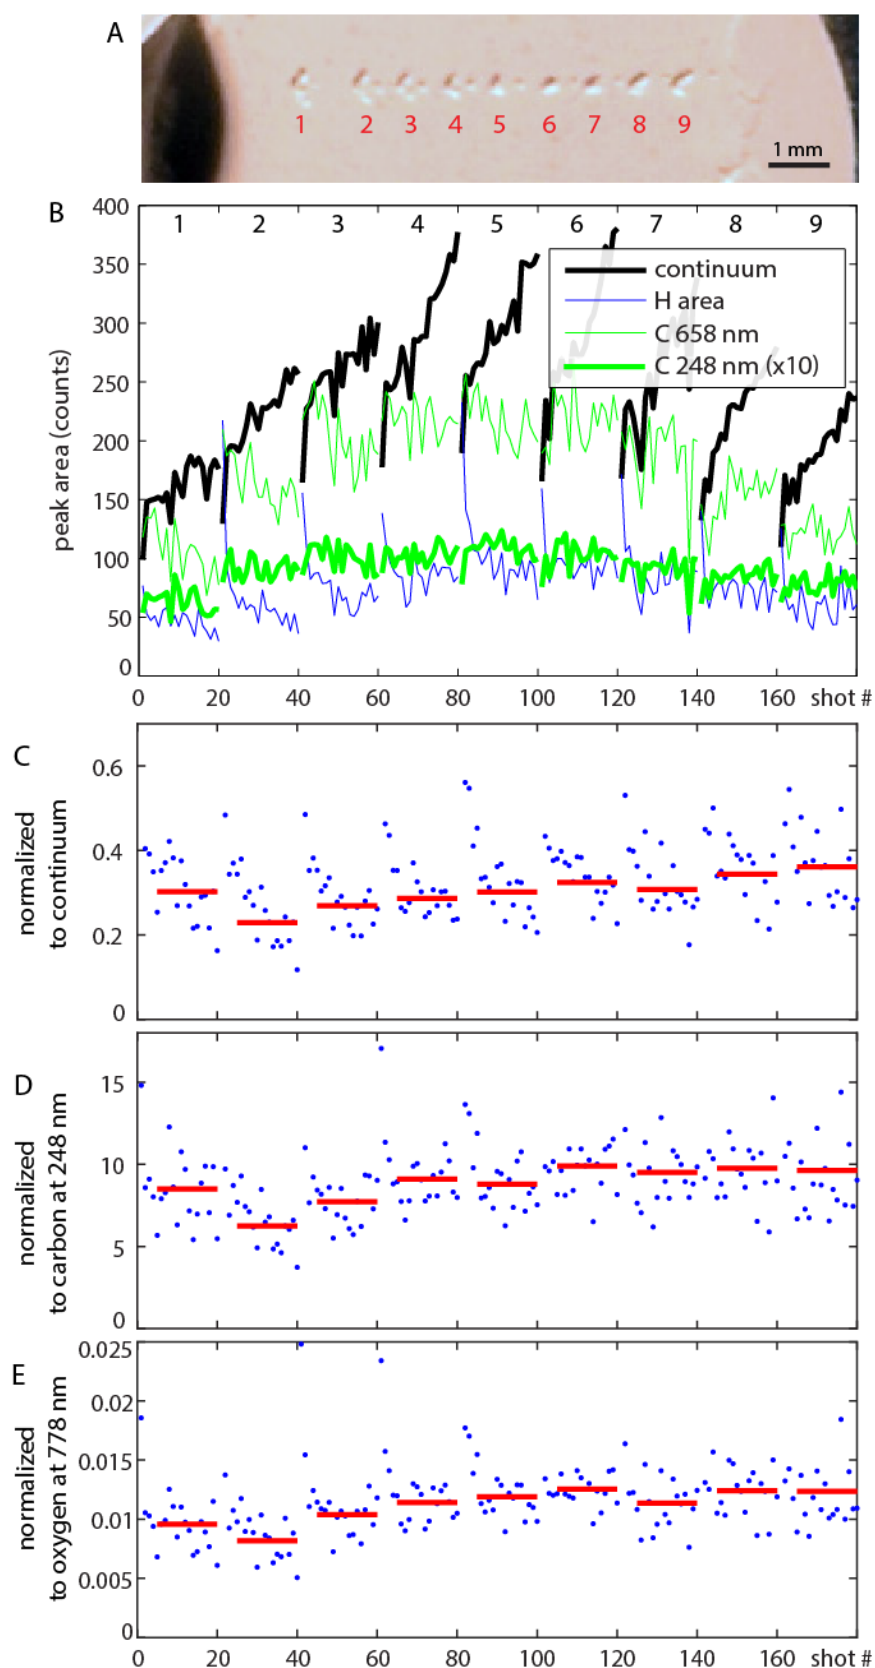 A
1 2 3 4 5 6 7 8 9
1 mm
B
400
350
300
250
200
150
100
50
0
peak area (counts)
1 2 3 4 5 6 7 8 9
continuum
H area
C 658 nm
C 248 nm (x10)
0 20 40 60 80 100 120 140 160 shot #
C
normalized
to continuum
0.6
0.4
0.2
0
D
normalized
to carbon at 248 nm
15
10
5
0
E
normalized
to oxygen at 778 nm
0.025
0.02
0.015
0.01
0.005
0
0 20 40 60 80 100 120 140 160 shot #